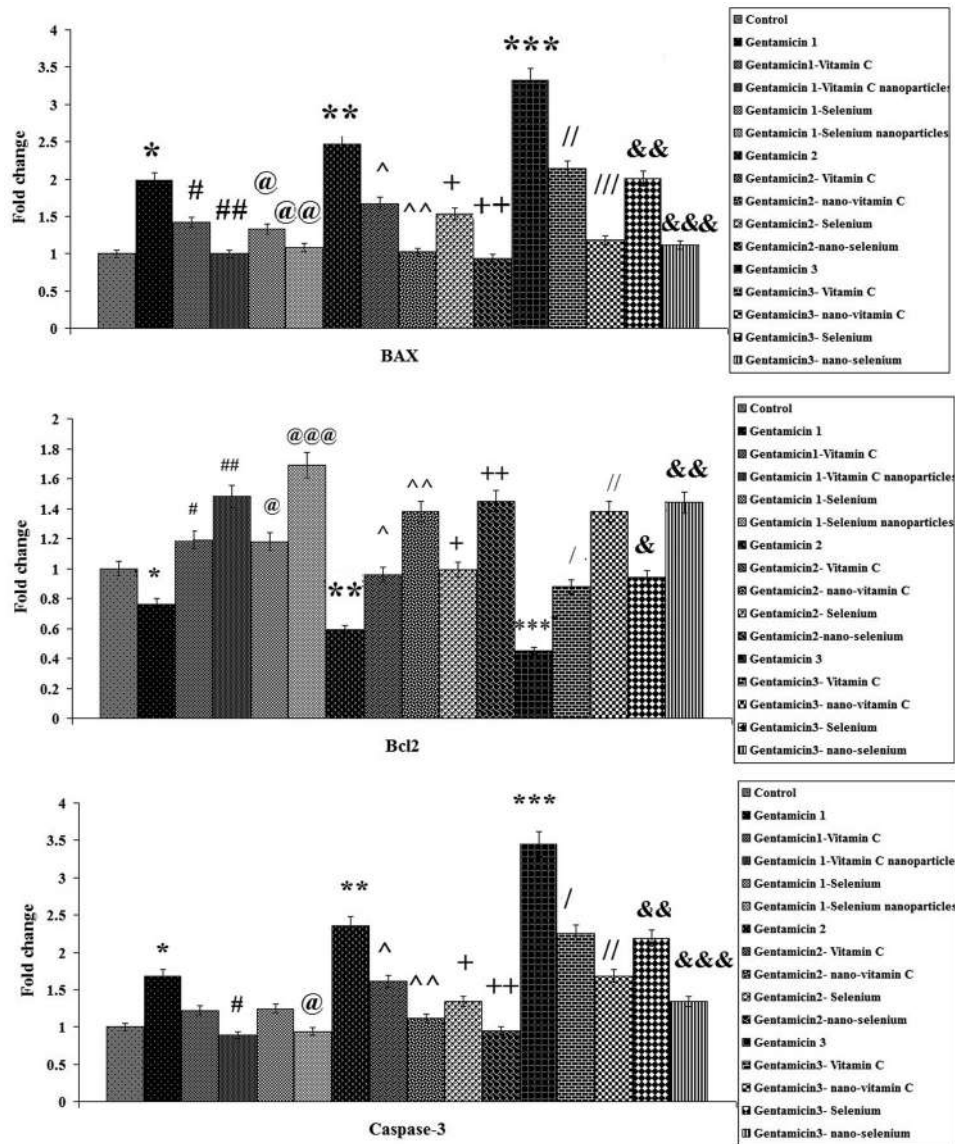 4
3.5
3
2.5
2
1.5
1
0.5
0
Fold change
*
#
##
@
@@
**
^
^^
+
++
***
//
///
&&
&&&
BAX
Control
Gentamicin 1
Gentamicin1-Vitamin C
Gentamicin 1-Vitamin C nanoparticles
Gentamicin 1-Selenium
Gentamicin 1-Selenium nanoparticles
Gentamicin 2
Gentamicin2- Vitamin C
Gentamicin2- nano-vitamin C
Gentamicin2- Selenium
Gentamicin2-nano-selenium
Gentamicin 3
Gentamicin3- Vitamin C
Gentamicin3- nano-vitamin C
Gentamicin3- Selenium
Gentamicin3- nano-selenium
2
1.8
1.6
1.4
1.2
1
0.8
0.6
0.4
0.2
0
Fold change
*
#
##
@
@@@
**
^
^^
+
++
***
/
//
&
&&
Bcl2
Control
Gentamicin 1
Gentamicin1-Vitamin C
Gentamicin 1-Vitamin C nanoparticles
Gentamicin 1-Selenium
Gentamicin 1-Selenium nanoparticles
Gentamicin 2
Gentamicin2- Vitamin C
Gentamicin2- nano-vitamin C
Gentamicin2- Selenium
Gentamicin2-nano-selenium
Gentamicin 3
Gentamicin3- Vitamin C
Gentamicin3- nano-vitamin C
Gentamicin3- Selenium
Gentamicin3- nano-selenium
4
3.5
3
2.5
2
1.5
1
0.5
0
Fold change
*
#
@
**
^
^^
+
++
***
/
//
&&
&&&
Caspase-3
Control
Gentamicin 1
Gentamicin1-Vitamin C
Gentamicin 1-Vitamin C nanoparticle
Gentamicin 1-Selenium
Gentamicin 1-Selenium nanoparticles
Gentamicin 2
Gentamicin2- Vitamin C
Gentamicin2- nano-vitamin C
Gentamicin2- Selenium
Gentamicin2-nano-selenium
Gentamicin 3
Gentamicin3- Vitamin C
Gentamicin3- nano-vitamin C
Gentamicin3- Selenium
Gentamicin3- nano-selenium